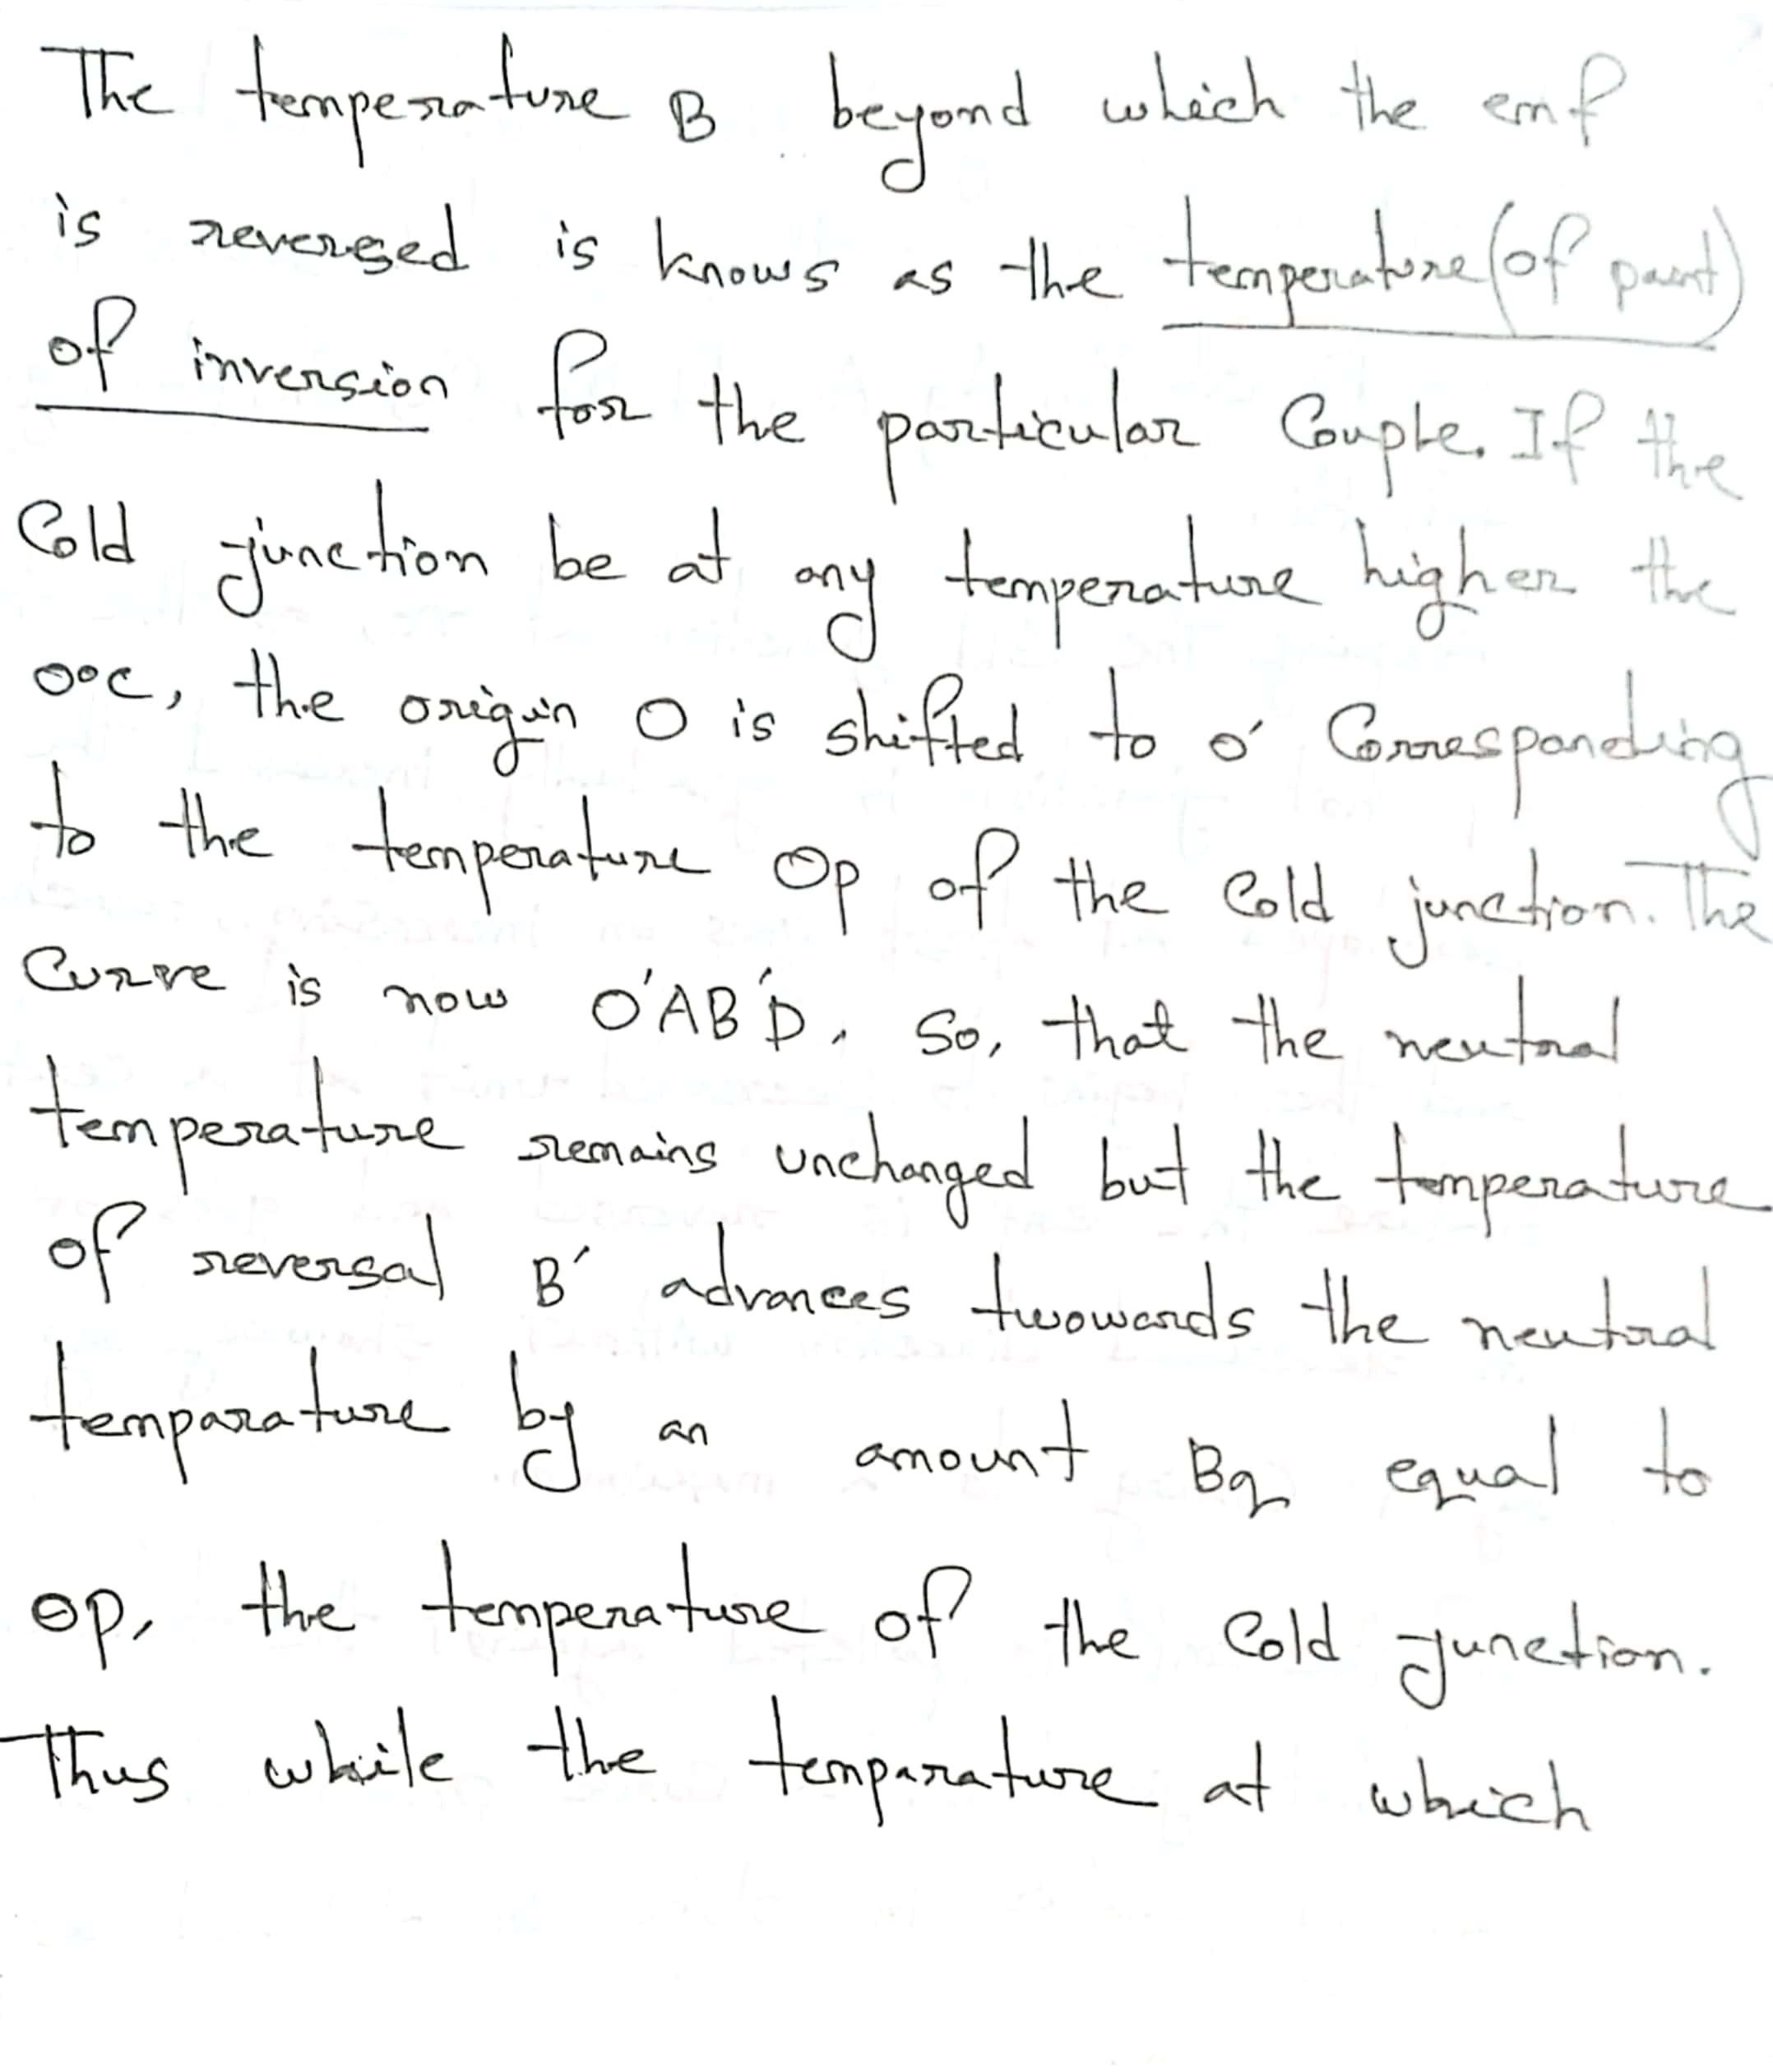 The temperature B beyond which the emf
is reversed is knows as the temperature (of paint)
of inversion for the particular Couple. If the
Cold junction be at any temperature higher the
0°C, the origin O is shifted to O' Corresponding
to the temperature Op of the Cold junction. The
Curve is now O'AB'D. So, that the neutral
temperature remains unchanged but the temperature
of reversal B' advances twowards the neutral
temparature by an amount Bq equal to
OP, the temperature of the Cold junction.
Thus while the temparature at which